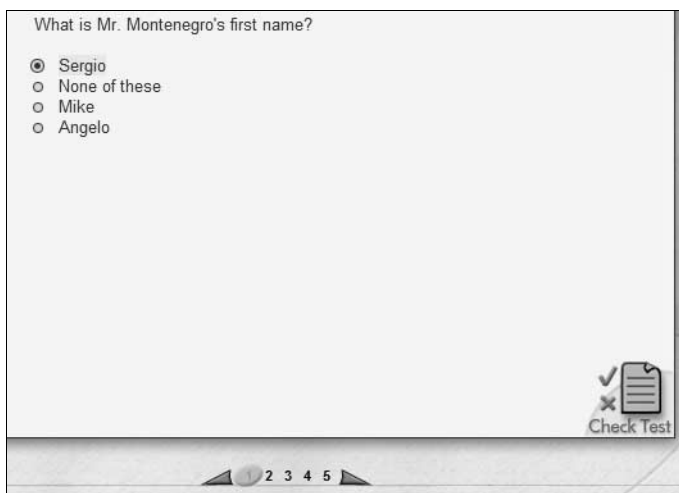 What is Mr. Montenegro's first name?
Sergio
None of these
Mike
Angelo
Check Test
1 2 3 4 5